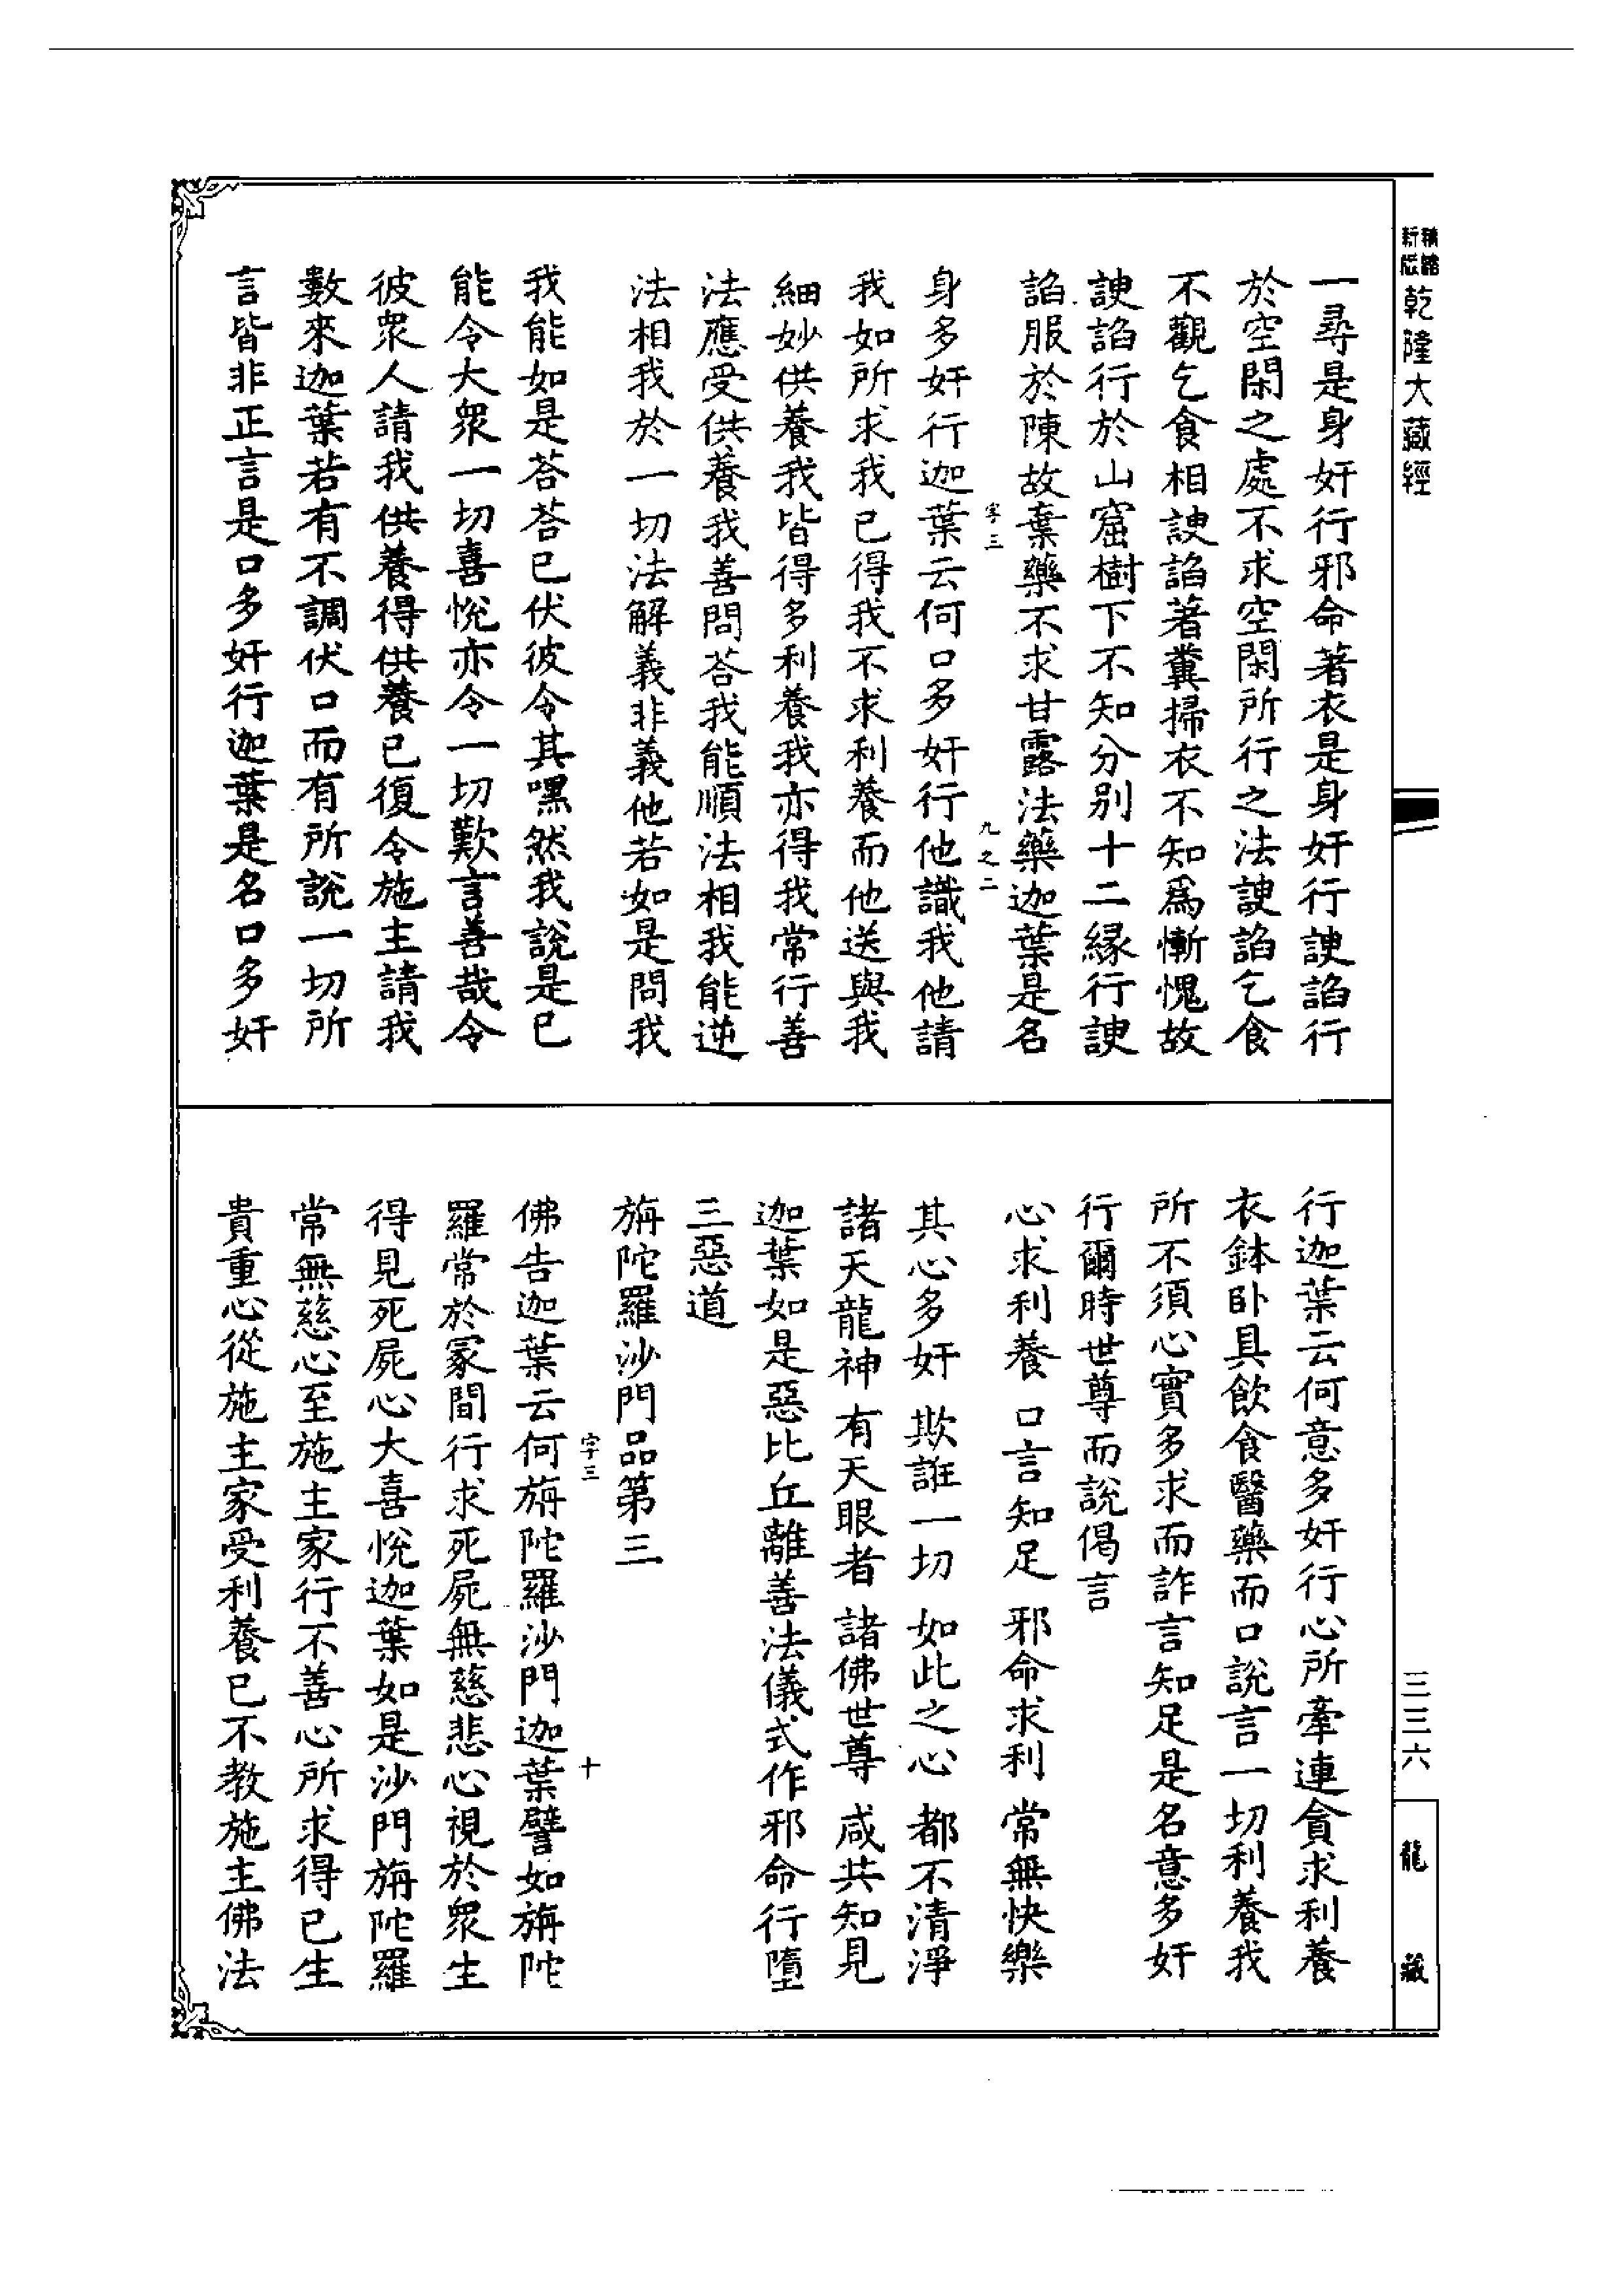 新版精縮乾隆大藏經
一尋是身奸行邪命著衣是身奸行諛諂行
於空閑之處不求空閑所行之法諛諂乞食
不觀乞食相諛諂著糞掃衣不知為慚愧故
諛諂行於山窟樹下不知分別十二緣行諛
諂服於陳故棄藥不求甘露法藥迦葉是名
字三
九之二
身多奸行迦葉云何口多奸行他識我他請
我如所求我已得我不求利養而他送與我
細妙供養我皆得多利養我亦得我常行善
法應受供養我善問荅我能順法相我能逆
法相我於一切法解義非義他若如是問我
我能如是荅荅已伏彼令其嘿然我說是已
能令大衆一切喜悅亦令一切歎言善哉令
彼衆人請我供養得供養已復令施主請我
數來迦葉若有不調伏口而有所說一切所
言皆非正言是口多奸行迦葉是名口多奸
行迦葉云何意多奸行心所牽連貪求利養
衣鉢卧具飲食醫藥而口說言一切利養我
所不須心實多求而詐言知足是名意多奸
行爾時世尊而說偈言
心求利養 口言知足 邪命求利 常無快樂
其心多奸 欺誑一切 如此之心 都不清淨
諸天龍神 有天眼者 諸佛世尊 咸共知見
迦葉如是惡比丘離善法儀式作邪命行墮
三惡道
旃陀羅沙門品第三
字三
十
佛告迦葉云何旃陀羅沙門迦葉譬如旃陀
羅常於冢間行求死屍無慈悲心視於衆生
得見死屍心大喜悅迦葉如是沙門旃陀羅
常無慈心至施主家行不善心所求得已生
貴重心從施主家受利養已不教施主佛法
三三六
龍藏